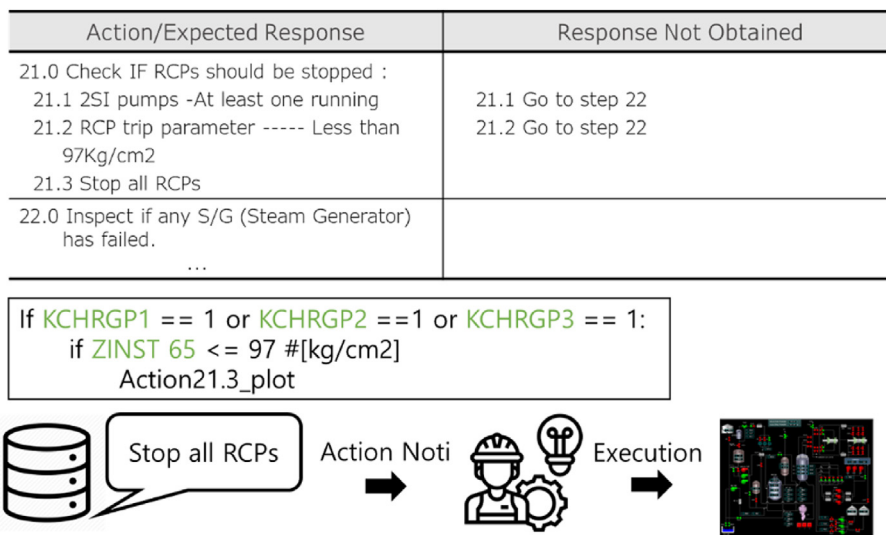 Action/Expected Response
Response Not Obtained
21.0 Check IF RCPs should be stopped :
21.1 2SI pumps -At least one running
21.1 Go to step 22
21.2 RCP trip parameter ----- Less than
21.2 Go to step 22
97Kg/cm2
21.3 Stop all RCPs
22.0 Inspect if any S/G (Steam Generator)
has failed.
...
If KCHRGP1 == 1 or KCHRGP2 ==1 or KCHRGP3 == 1:
if ZINST 65 <= 97 #[kg/cm2]
Action21.3_plot
Stop all RCPs
Action Noti
Execution